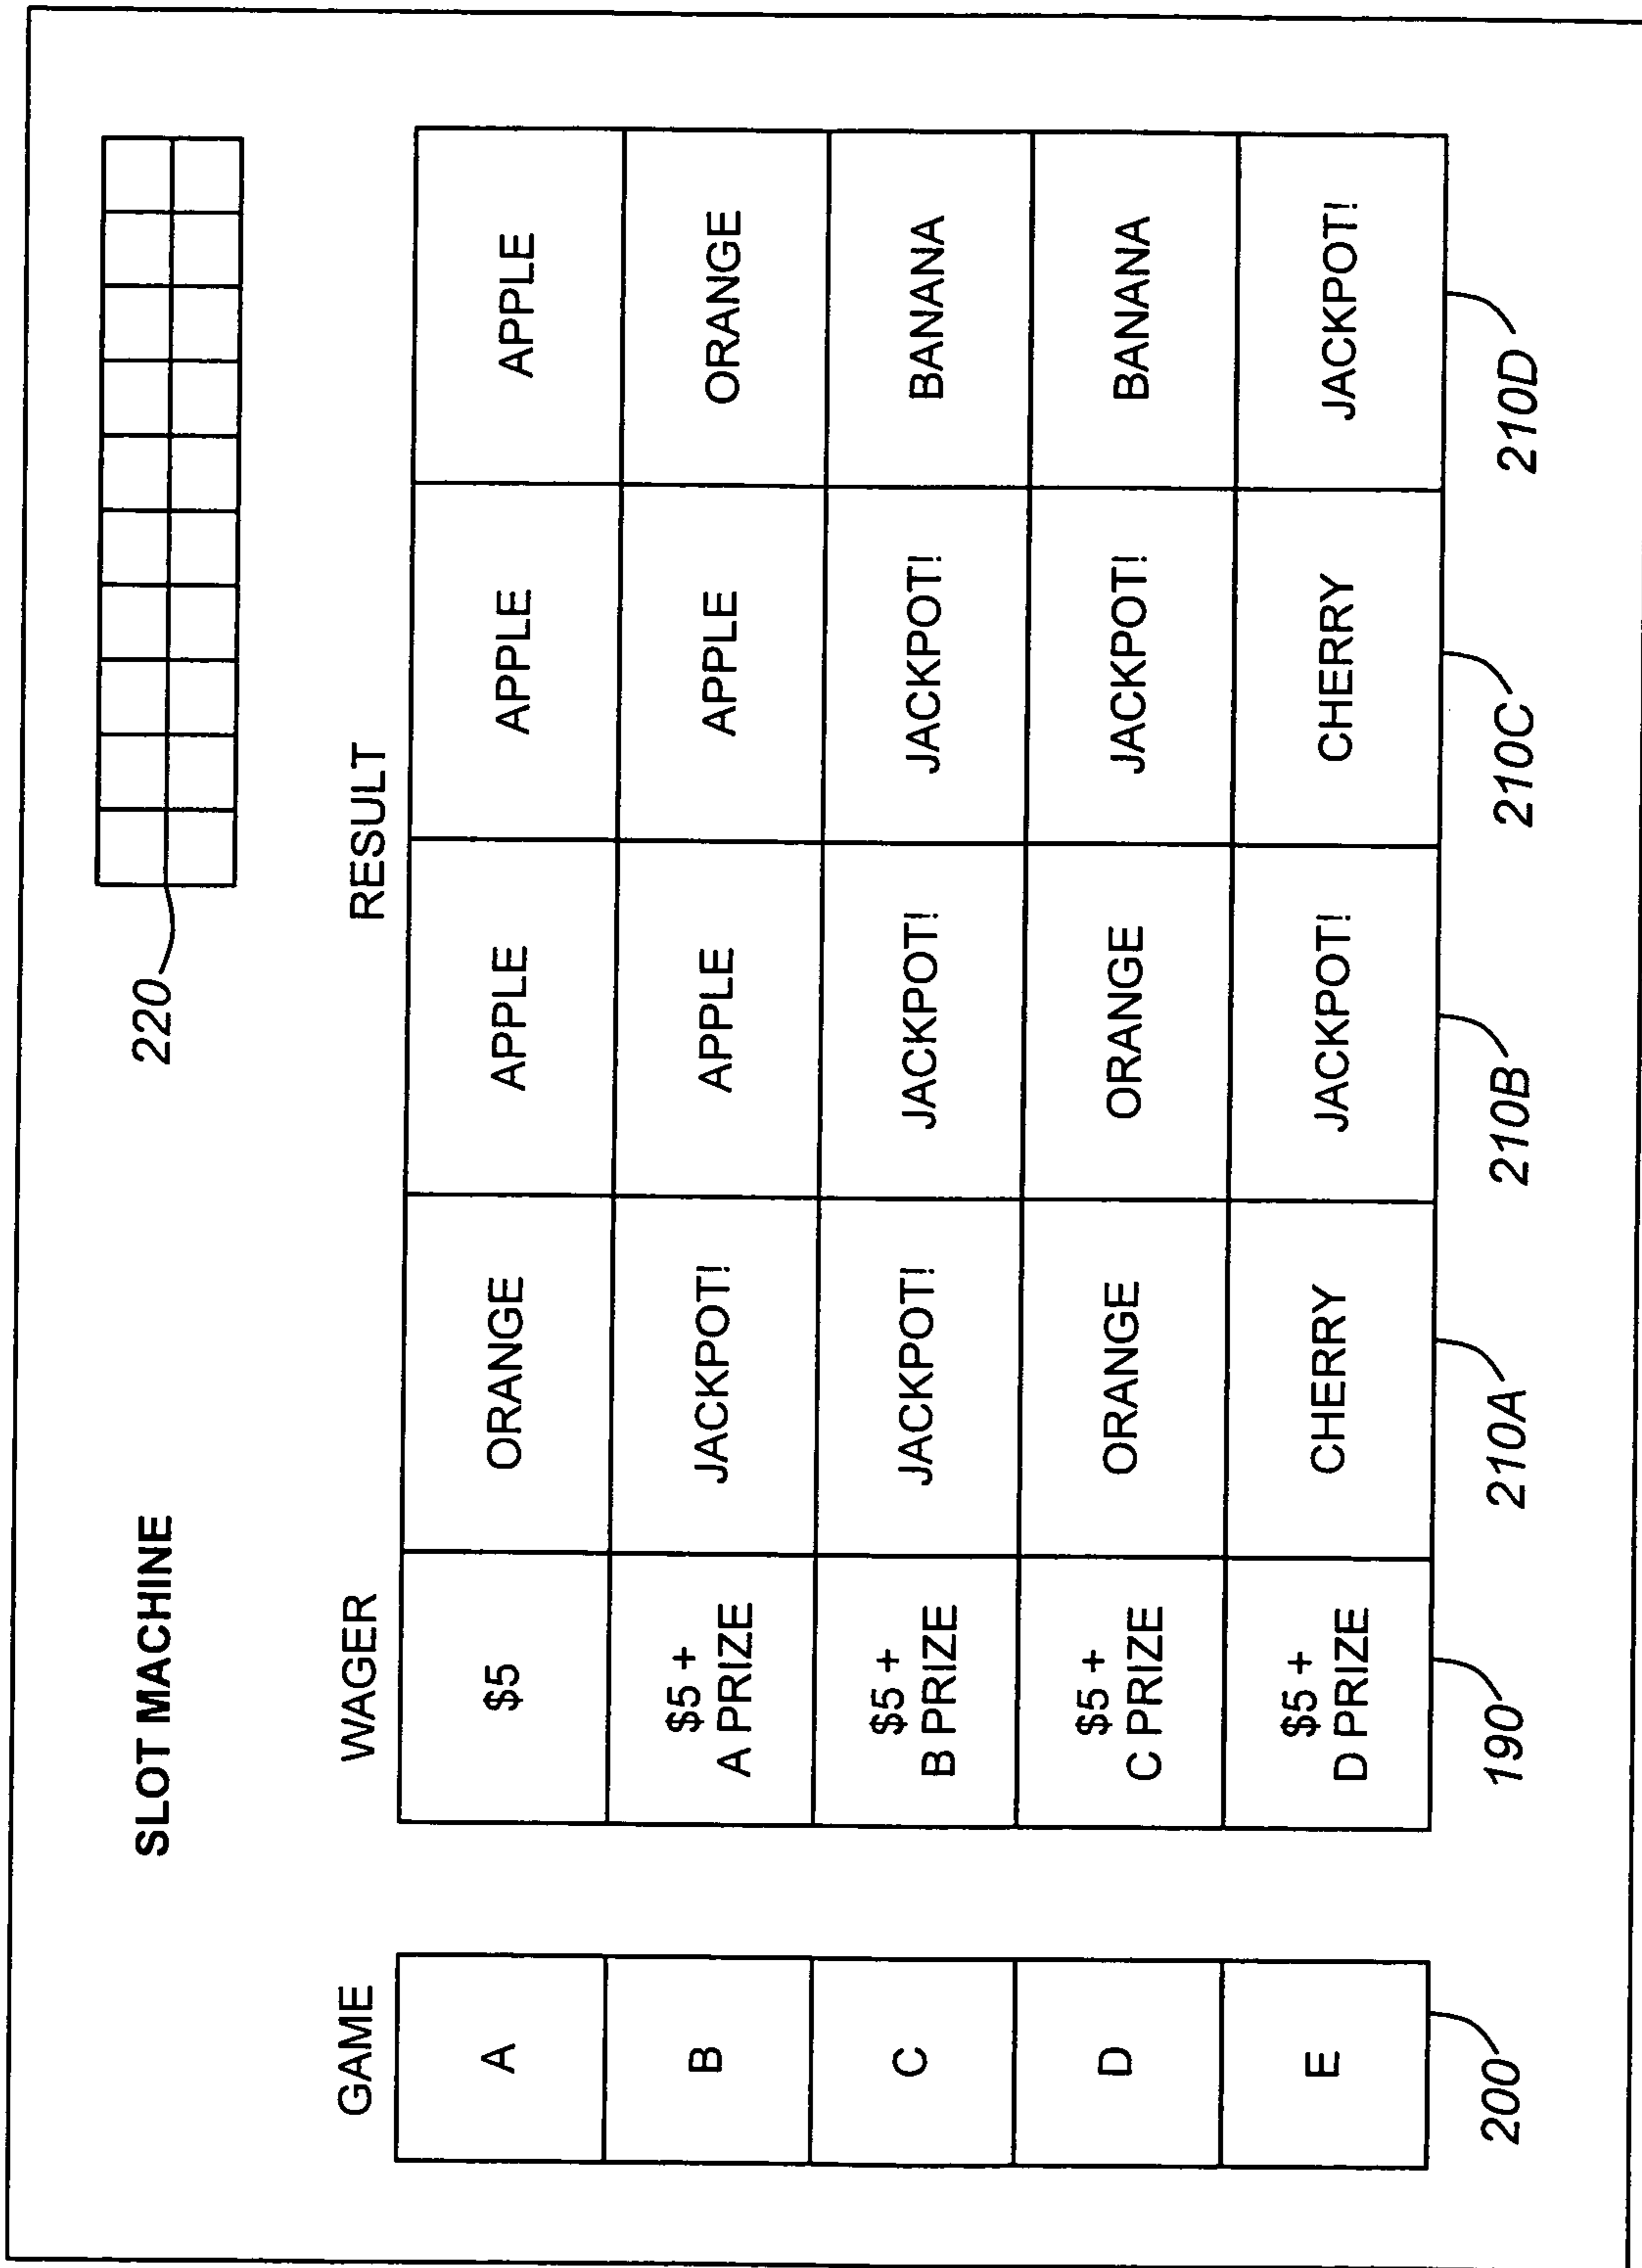 SLOT MACHINE
220
GAME WAGER RESULT
A $5 ORANGE APPLE APPLE APPLE
B $5 + A PRIZE JACKPOT! APPLE APPLE ORANGE
C $5 + B PRIZE JACKPOT! JACKPOT! JACKPOT! BANANA
D $5 + C PRIZE ORANGE ORANGE JACKPOT! BANANA
E $5 + D PRIZE CHERRY JACKPOT! CHERRY JACKPOT!
200 190 210A 210B 210C 210D